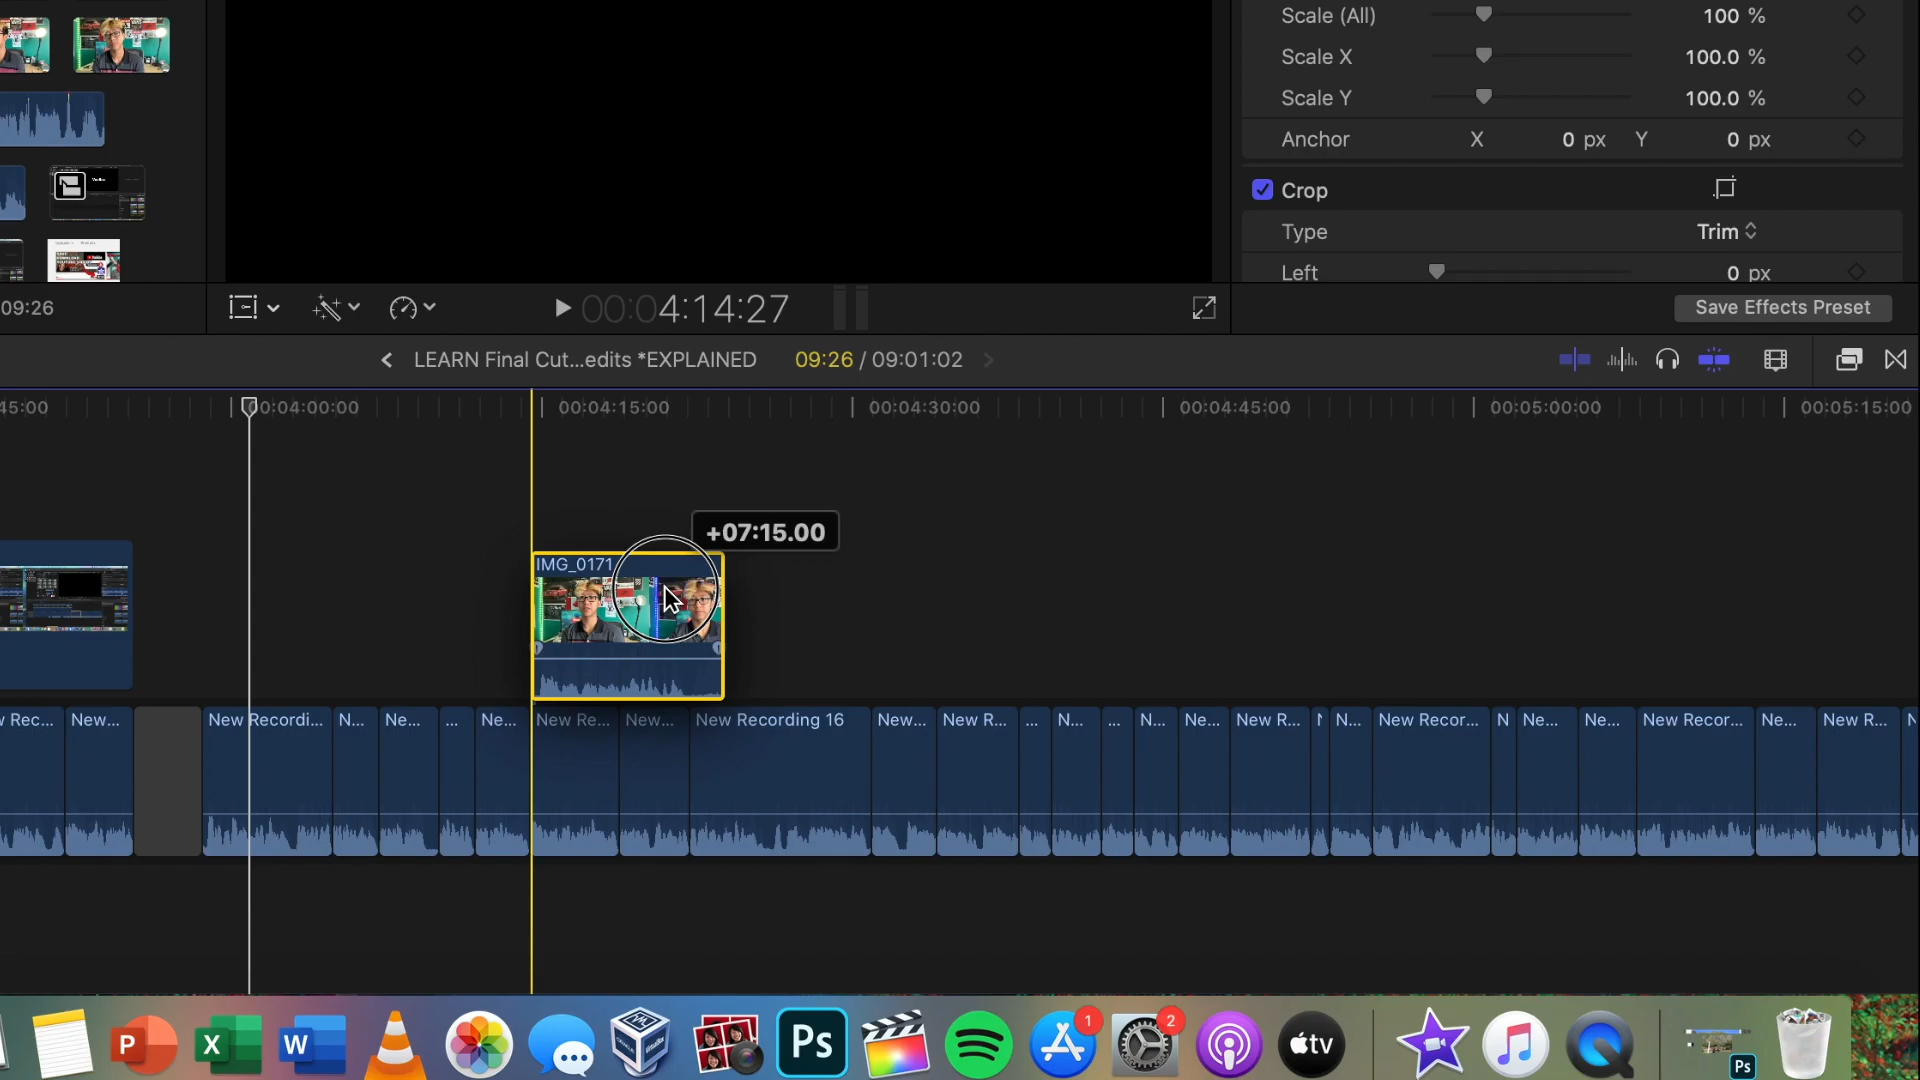 Scale (All) 100 %
Scale X 100.0 %
Scale Y 100.0 %
Anchor X 0 px Y 0 px
Crop
Type Trim
Left 0 px
09:26
00:04:14:27
Save Effects Preset
LEARN Final Cut...edits *EXPLAINED 09:26 / 09:01:02
45:00 00:04:00:00 00:04:15:00 00:04:30:00 00:04:45:00 00:05:00:00 00:05:15:00
+07:15.00
IMG_0171
Rec... New... New Recordi... N... Ne... ... Ne... New Re... New... New Recording 16 New... New R... ... N... ... N... Ne... New R... N N... New Recor... N Ne... Ne... New Recor... Ne... New R... N
1 2
P X W Ps tv
Ps